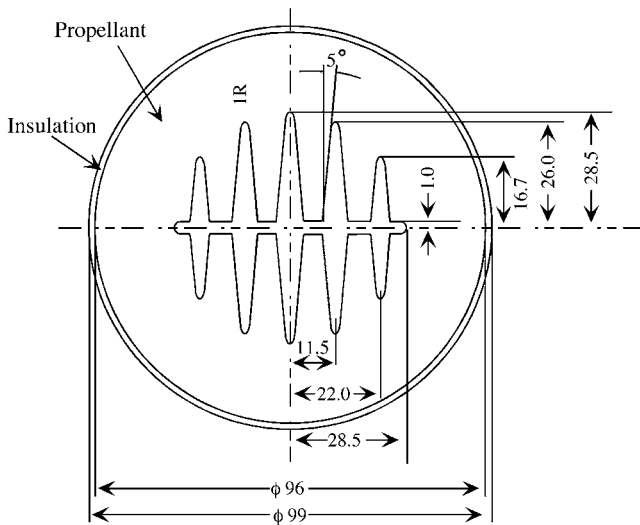 Propellant
5°
1R
Insulation
1.0
16.7
26.0
28.5
11.5
22.0
28.5
ϕ 96
ϕ 99